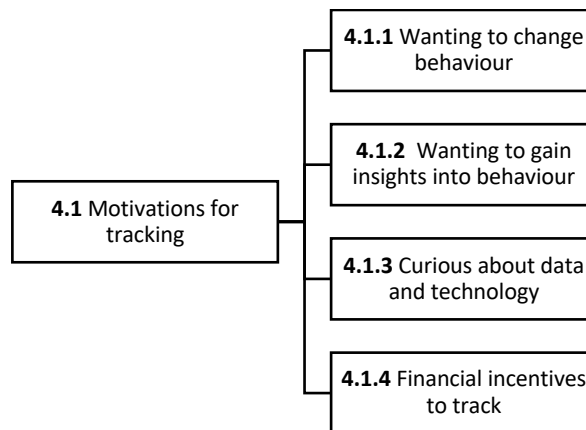 4.1.1 Wanting to change
behaviour
4.1.2 Wanting to gain
insights into behaviour
4.1 Motivations for
tracking
4.1.3 Curious about data
and technology
4.1.4 Financial incentives
to track